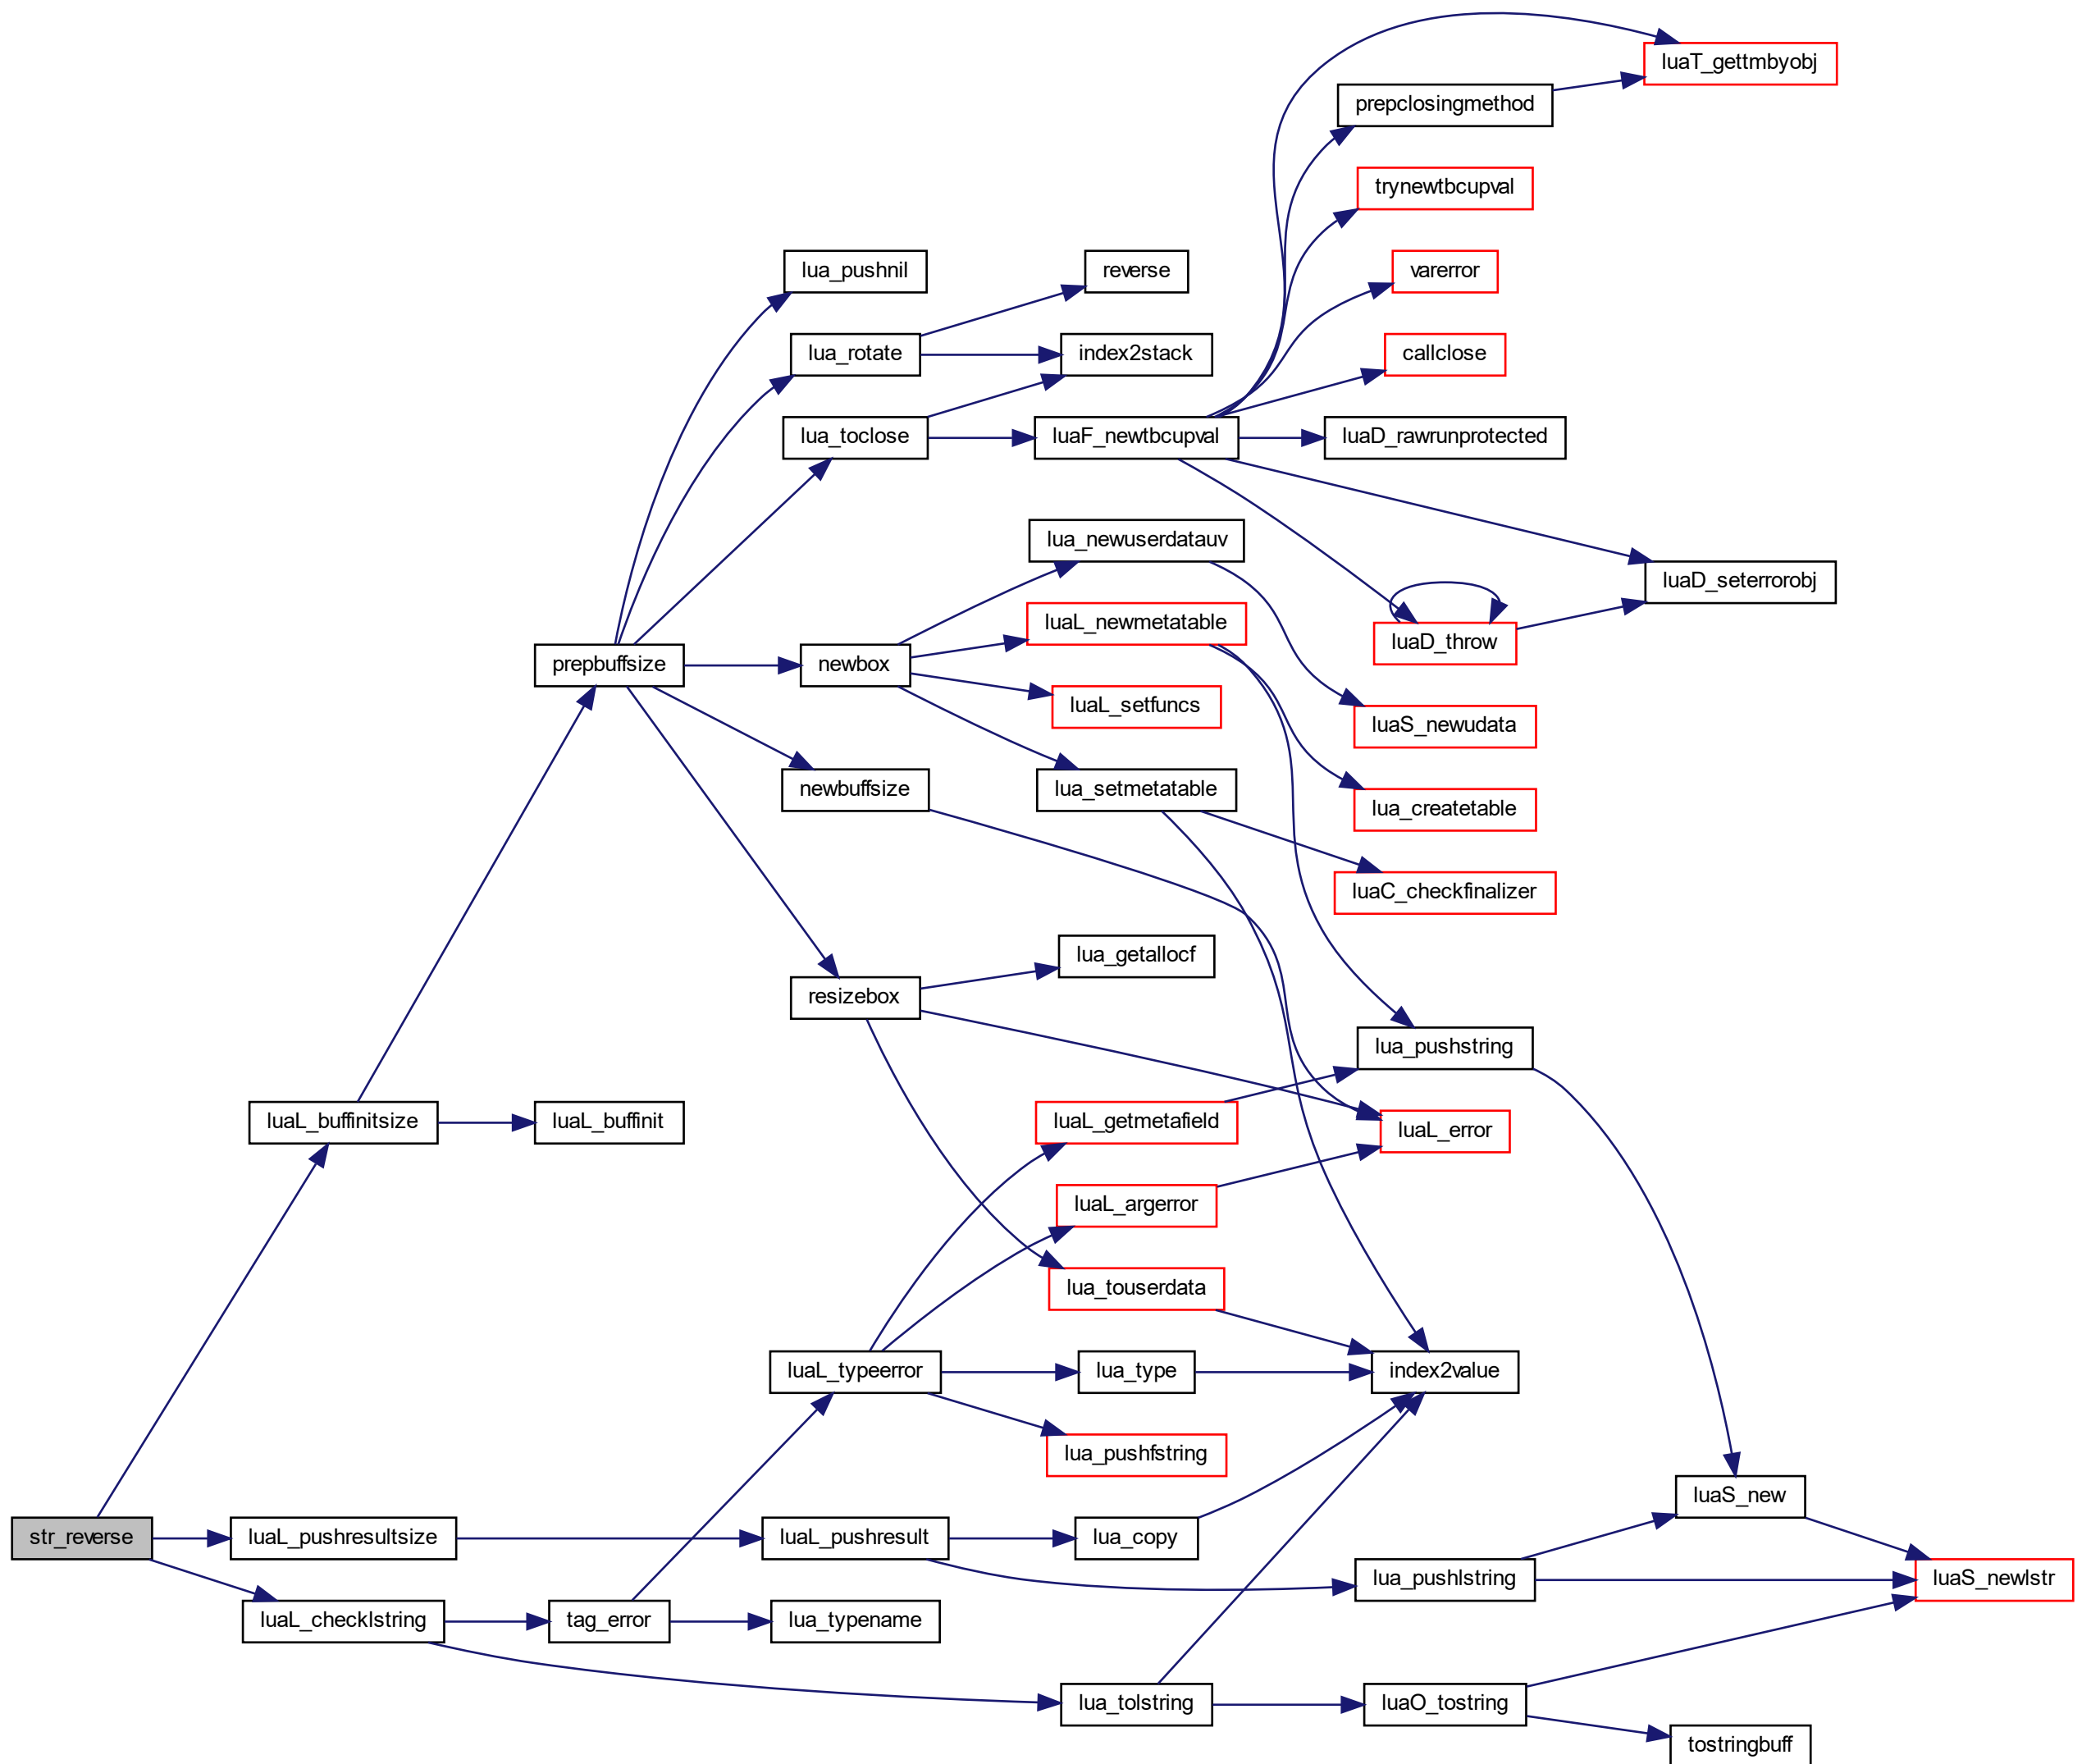 luaT_gettmbyobj
prepclosingmethod
trynewtbcupval
lua_pushnil
reverse
varerror
lua_rotate
index2stack
callclose
lua_toclose
luaF_newtbcupval
luaD_rawrunprotected
lua_newuserdatauv
luaD_seterrorobj
luaL_newmetatable
luaD_throw
prepbuffsize
newbox
luaL_setfuncs
luaS_newudata
newbuffsize
lua_setmetatable
lua_createtable
luaC_checkfinalizer
lua_getallocf
resizebox
lua_pushstring
luaL_buffinitsize
luaL_buffinit
luaL_getmetafield
luaL_error
luaL_argerror
lua_touserdata
luaL_typeerror
lua_type
index2value
lua_pushfstring
luaS_new
str_reverse
luaL_pushresultsize
luaL_pushresult
lua_copy
lua_pushlstring
luaS_newlstr
luaL_checklstring
tag_error
lua_typename
lua_tolstring
luaO_tostring
tostringbuff